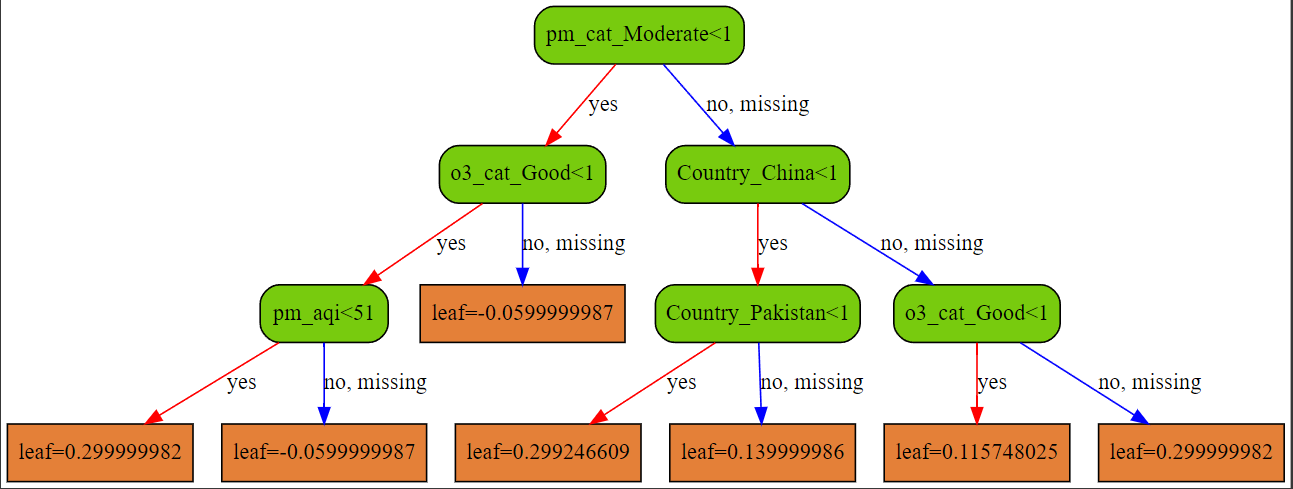 pm_cat_Moderate<1
yes
no, missing
o3_cat_Good<1
Country_China<1
yes
no, missing
yes
no, missing
pm_aqi<51
leaf=-0.0599999987
Country_Pakistan<1
o3_cat_Good<1
yes
no, missing
yes
no, missing
yes
no, missing
leaf=0.299999982
leaf=-0.0599999987
leaf=0.299246609
leaf=0.139999986
leaf=0.115748025
leaf=0.299999982